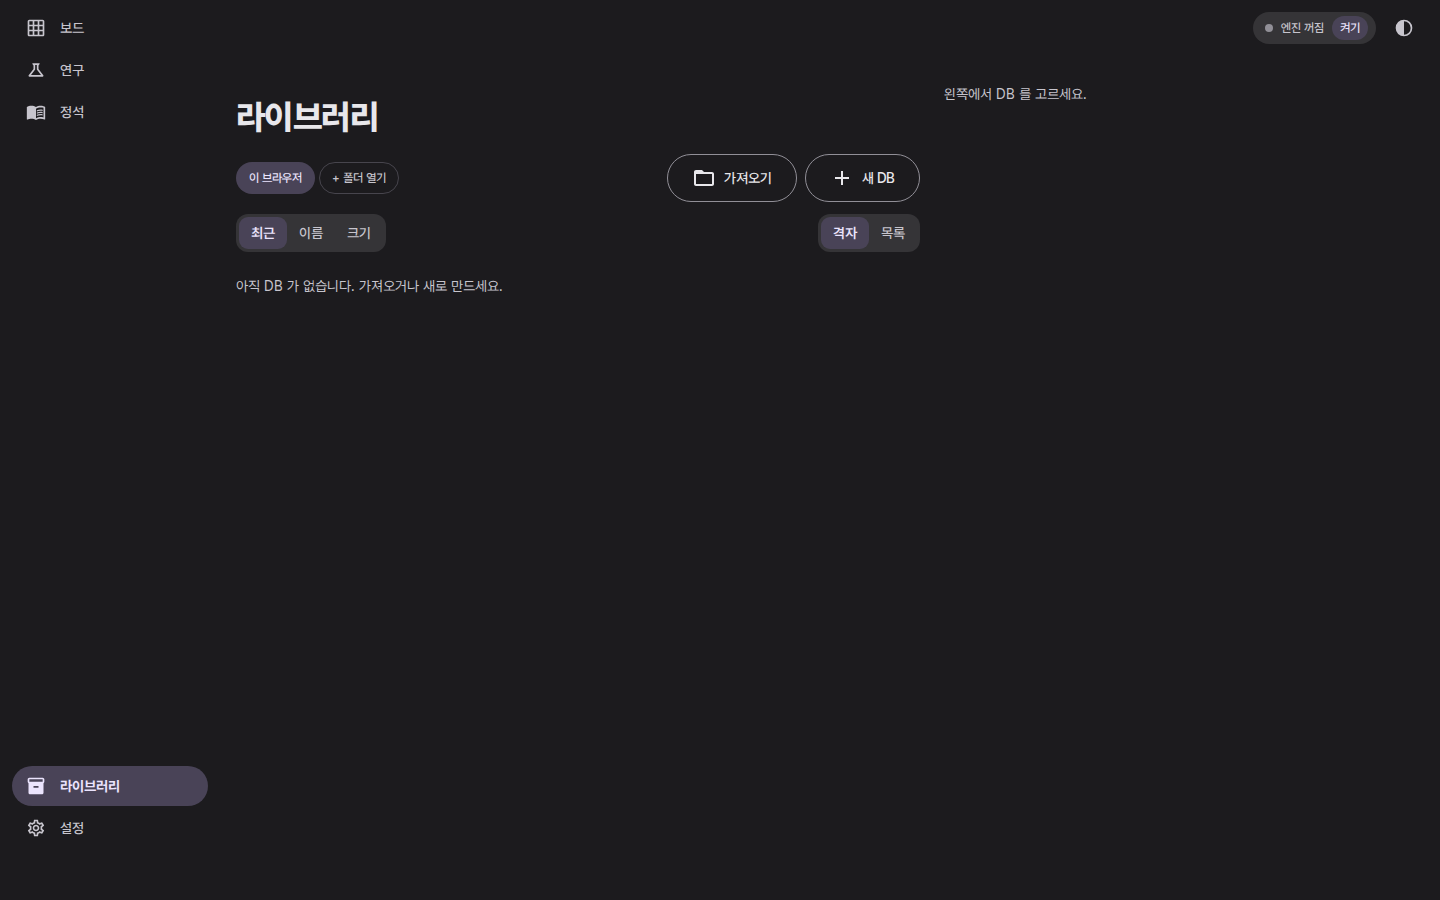 보드
연구
정석
라이브러리
설정
엔진 꺼짐 켜기
라이브러리
이 브라우저 + 폴더 열기
가져오기 새 DB
최근 이름 크기
격자 목록
아직 DB 가 없습니다. 가져오거나 새로 만드세요.
왼쪽에서 DB 를 고르세요.